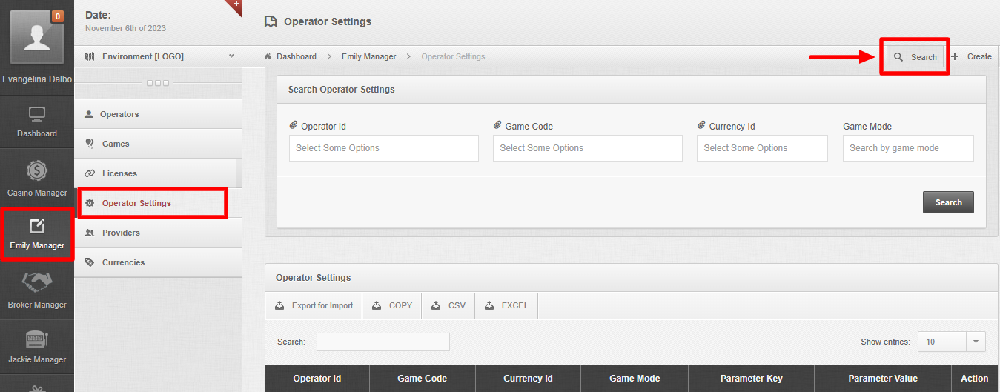 0
Evangelina Dalbo
Dashboard
Casino Manager
Emily Manager
Broker Manager
Jackie Manager
Date:
November 6th of 2023
+
Environment [LOGO]
Operators
Games
Licenses
Operator Settings
Providers
Currencies
Operator Settings
Dashboard > Emily Manager > Operator Settings
Search
+ Create
Search Operator Settings
Operator Id Game Code Currency Id Game Mode
Select Some Options Select Some Options Select Some Options Search by game mode
Search
Operator Settings
Export for Import COPY CSV EXCEL
Search: Show entries: 10
Operator Id Game Code Currency Id Game Mode Parameter Key Parameter Value Action